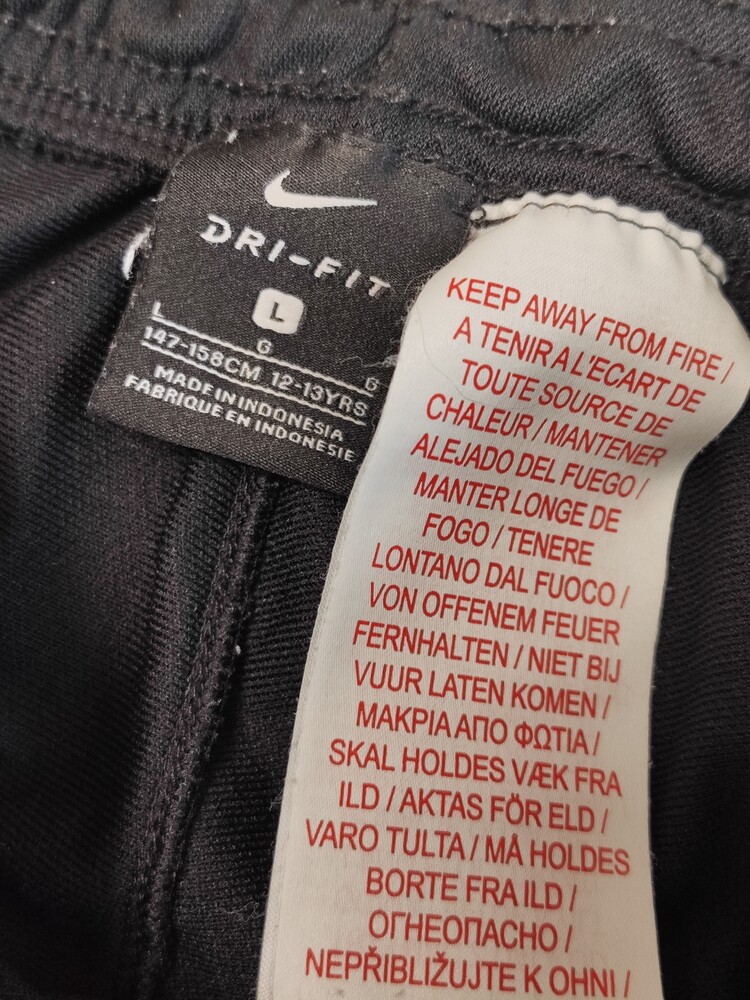 DRI-FIT
L
L G G
147-158CM 12-13YRS
MADE IN INDONESIA
FABRIQUE EN INDONESIE
KEEP AWAY FROM FIRE /
A TENIR A L'ECART DE
TOUTE SOURCE DE
CHALEUR / MANTENER
ALEJADO DEL FUEGO /
MANTER LONGE DE
FOGO / TENERE
LONTANO DAL FUOCO /
VON OFFENEM FEUER
FERNHALTEN / NIET BIJ
VUUR LATEN KOMEN /
ΜΑΚΡΙΑ ΑΠΟ ΦΩΤΙΑ /
SKAL HOLDES VÆK FRA
ILD / AKTAS FÖR ELD /
VARO TULTA / MÅ HOLDES
BORTE FRA ILD /
ОГНЕОПАСНО /
NEPŘIBLIŽUJTE K OHNI /